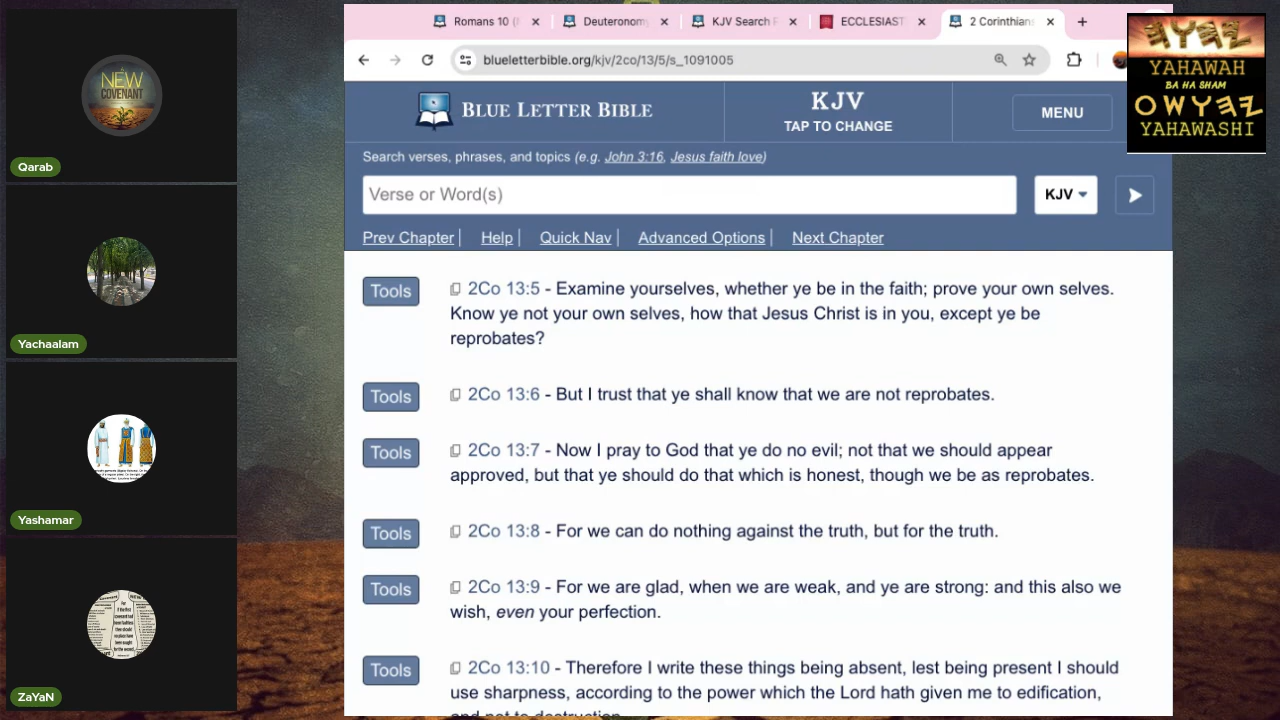 NEW
COVENANT
Qarab
Yachaalam
Yashamar
ZaYaN
Romans 10
Deuteronomy
KJV Search
ECCLESIAST
2 Corinthians
blueletterbible.org/kjv/2co/13/5/s_1091005
BLUE LETTER BIBLE
KJV
TAP TO CHANGE
MENU
Search verses, phrases, and topics (e.g. John 3:16, Jesus faith love)
Verse or Word(s)
KJV
Prev Chapter | Help | Quick Nav | Advanced Options | Next Chapter
Tools
2Co 13:5 - Examine yourselves, whether ye be in the faith; prove your own selves.
Know ye not your own selves, how that Jesus Christ is in you, except ye be
reprobates?
Tools
2Co 13:6 - But I trust that ye shall know that we are not reprobates.
Tools
2Co 13:7 - Now I pray to God that ye do no evil; not that we should appear
approved, but that ye should do that which is honest, though we be as reprobates.
Tools
2Co 13:8 - For we can do nothing against the truth, but for the truth.
Tools
2Co 13:9 - For we are glad, when we are weak, and ye are strong: and this also we
wish, even your perfection.
Tools
2Co 13:10 - Therefore I write these things being absent, lest being present I should
use sharpness, according to the power which the Lord hath given me to edification,
and not to destruction.
YAHAWAH
BA HA SHAM
YAHAWASHI